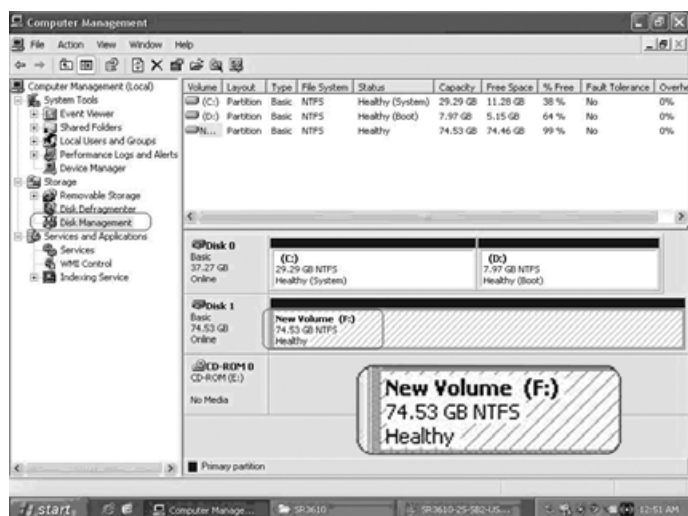 Computer Management
File Action View Window Help
Computer Management (Local)
System Tools
Event Viewer
Shared Folders
Local Users and Groups
Performance Logs and Alerts
Device Manager
Storage
Removable Storage
Disk Defragmenter
Disk Management
Services and Applications
Services
WMI Control
Indexing Service
Volume Layout Type File System Status Capacity Free Space % Free Fault Tolerance Overhe
(C:) Partition Basic NTFS Healthy (System) 29.29 GB 11.28 GB 38 % No 0%
(D:) Partition Basic NTFS Healthy (Boot) 7.97 GB 5.15 GB 64 % No 0%
N... Partition Basic NTFS Healthy 74.53 GB 74.46 GB 99 % No 0%
Disk 0
Basic
37.27 GB
Online
(C:)
29.29 GB NTFS
Healthy (System)
(D:)
7.97 GB NTFS
Healthy (Boot)
Disk 1
Basic
74.53 GB
Online
New Volume (F:)
74.53 GB NTFS
Healthy
CD-ROM 0
CD-ROM (E:)
No Media
New Volume (F:)
74.53 GB NTFS
Healthy
Primary partition
start
Computer Manage...
SR3610
SR3610-2S-SB2-US...
12:51 AM